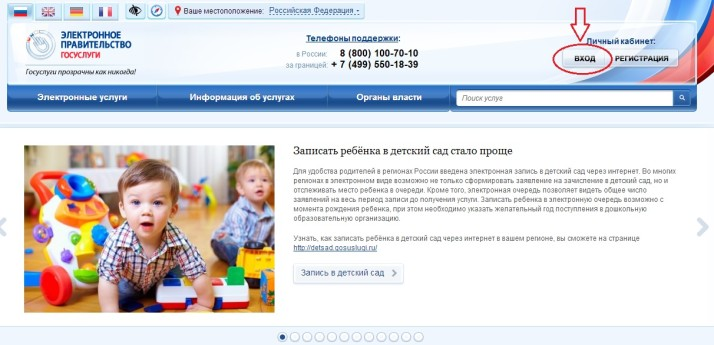 Ваше местоположение: Российская Федерация
ЭЛЕКТРОННОЕ
ПРАВИТЕЛЬСТВО
ГОСУСЛУГИ
Госуслуги прозрачны как никогда!
Телефоны поддержки:
в России: 8 (800) 100-70-10
за границей: + 7 (499) 550-18-39
Личный кабинет:
ВХОД РЕГИСТРАЦИЯ
Электронные услуги Информация об услугах Органы власти Поиск услуг
Записать ребёнка в детский сад стало проще
Для удобства родителей в регионах России введена электронная запись в детский сад через интернет. Во многих
регионах в электронном виде возможно не только сформировать заявление на зачисление в детский сад, но и
отслеживать место ребенка в очереди. Кроме того, электронная очередь позволяет видеть общее число
заявлений на весь период записи до получения услуги. Записать ребенка в электронную очередь возможно с
момента рождения ребенка, при этом необходимо указать желательный год поступления в дошкольную
образовательную организацию.
Узнать, как записать ребёнка в детский сад через интернет в вашем регионе, вы сможете на странице
http://detsad.gosuslugi.ru/
Запись в детский сад